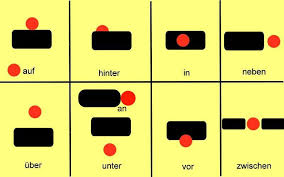 auf
hinter
in
neben
an
über
unter
vor
zwischen